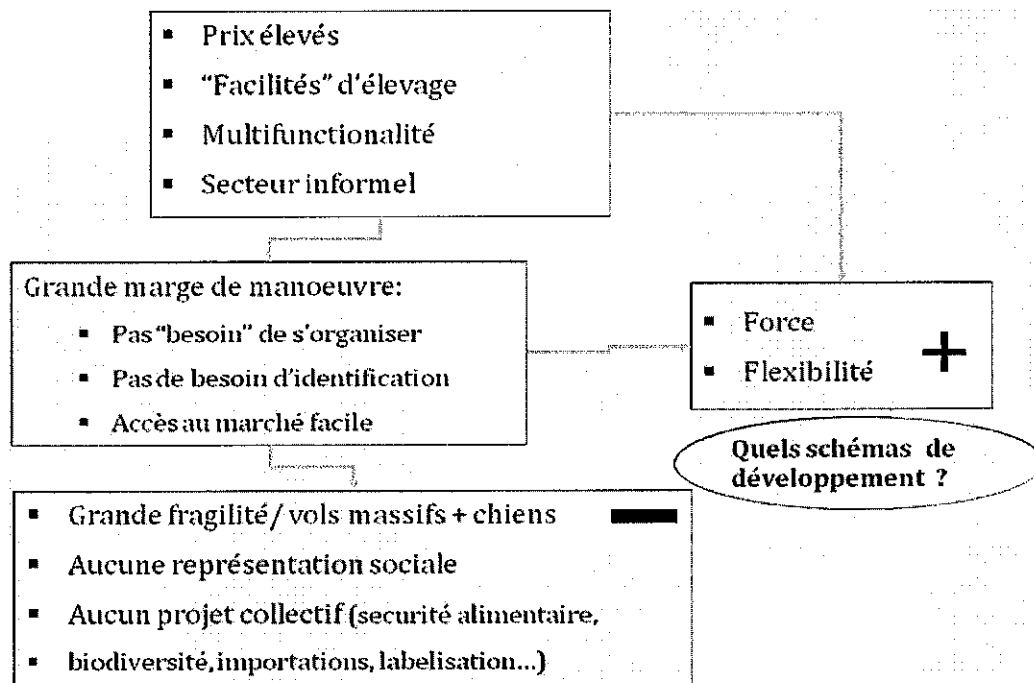 ▪ Prix élevés
▪ "Facilités" d'élevage
▪ Multifunctionalité
▪ Secteur informel
Grande marge de manoeuvre:
▪ Pas "besoin" de s'organiser
▪ Pas de besoin d'identification
▪ Accès au marché facile
▪ Force
▪ Flexibilité
+
Quels schémas de
développement ?
▪ Grande fragilité/ vols massifs + chiens
▪ Aucune représentation sociale
▪ Aucun projet collectif (securité alimentaire,
▪ biodiversité, importations, labelisation...)